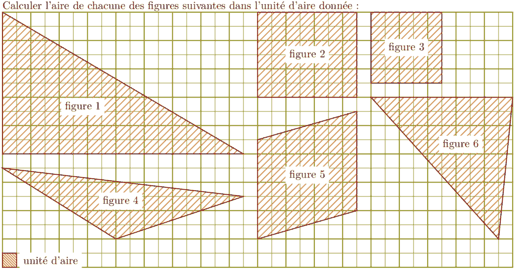 Calculer l'aire de chacune des figures suivantes dans l'unité d'aire donnée :
figure 2
figure 3
figure 1
figure 6
figure 5
figure 4
unité d'aire